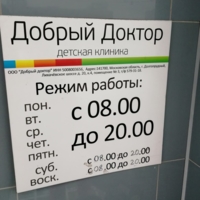 Добрый Доктор
детская клиника
Режим работы:
пон.
вт.
ср.
чет.
пятн.
с 08.00
до 20.00
суб. с 08.00 до 20.00
воск. с 08.00 до 20.00